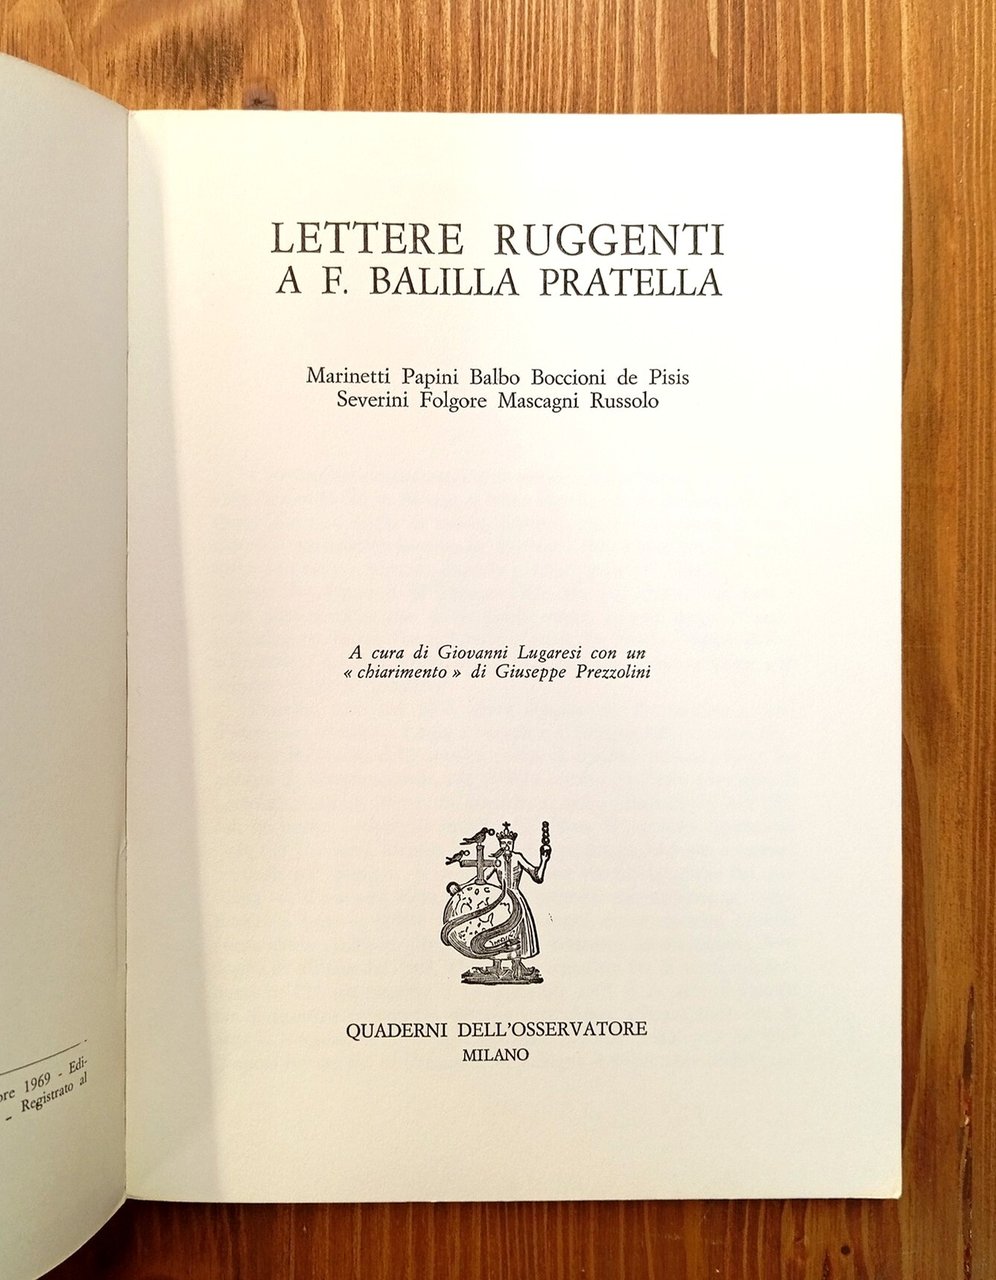 LETTERE RUGGENTI
A F. BALILLA PRATELLA
Marinetti Papini Balbo Boccioni de Pisis
Severini Folgore Mascagni Russolo
A cura di Giovanni Lugaresi con un
« chiarimento » di Giuseppe Prezzolini
QUADERNI DELL'OSSERVATORE
MILANO
1969 - Edi-
- Registrato al